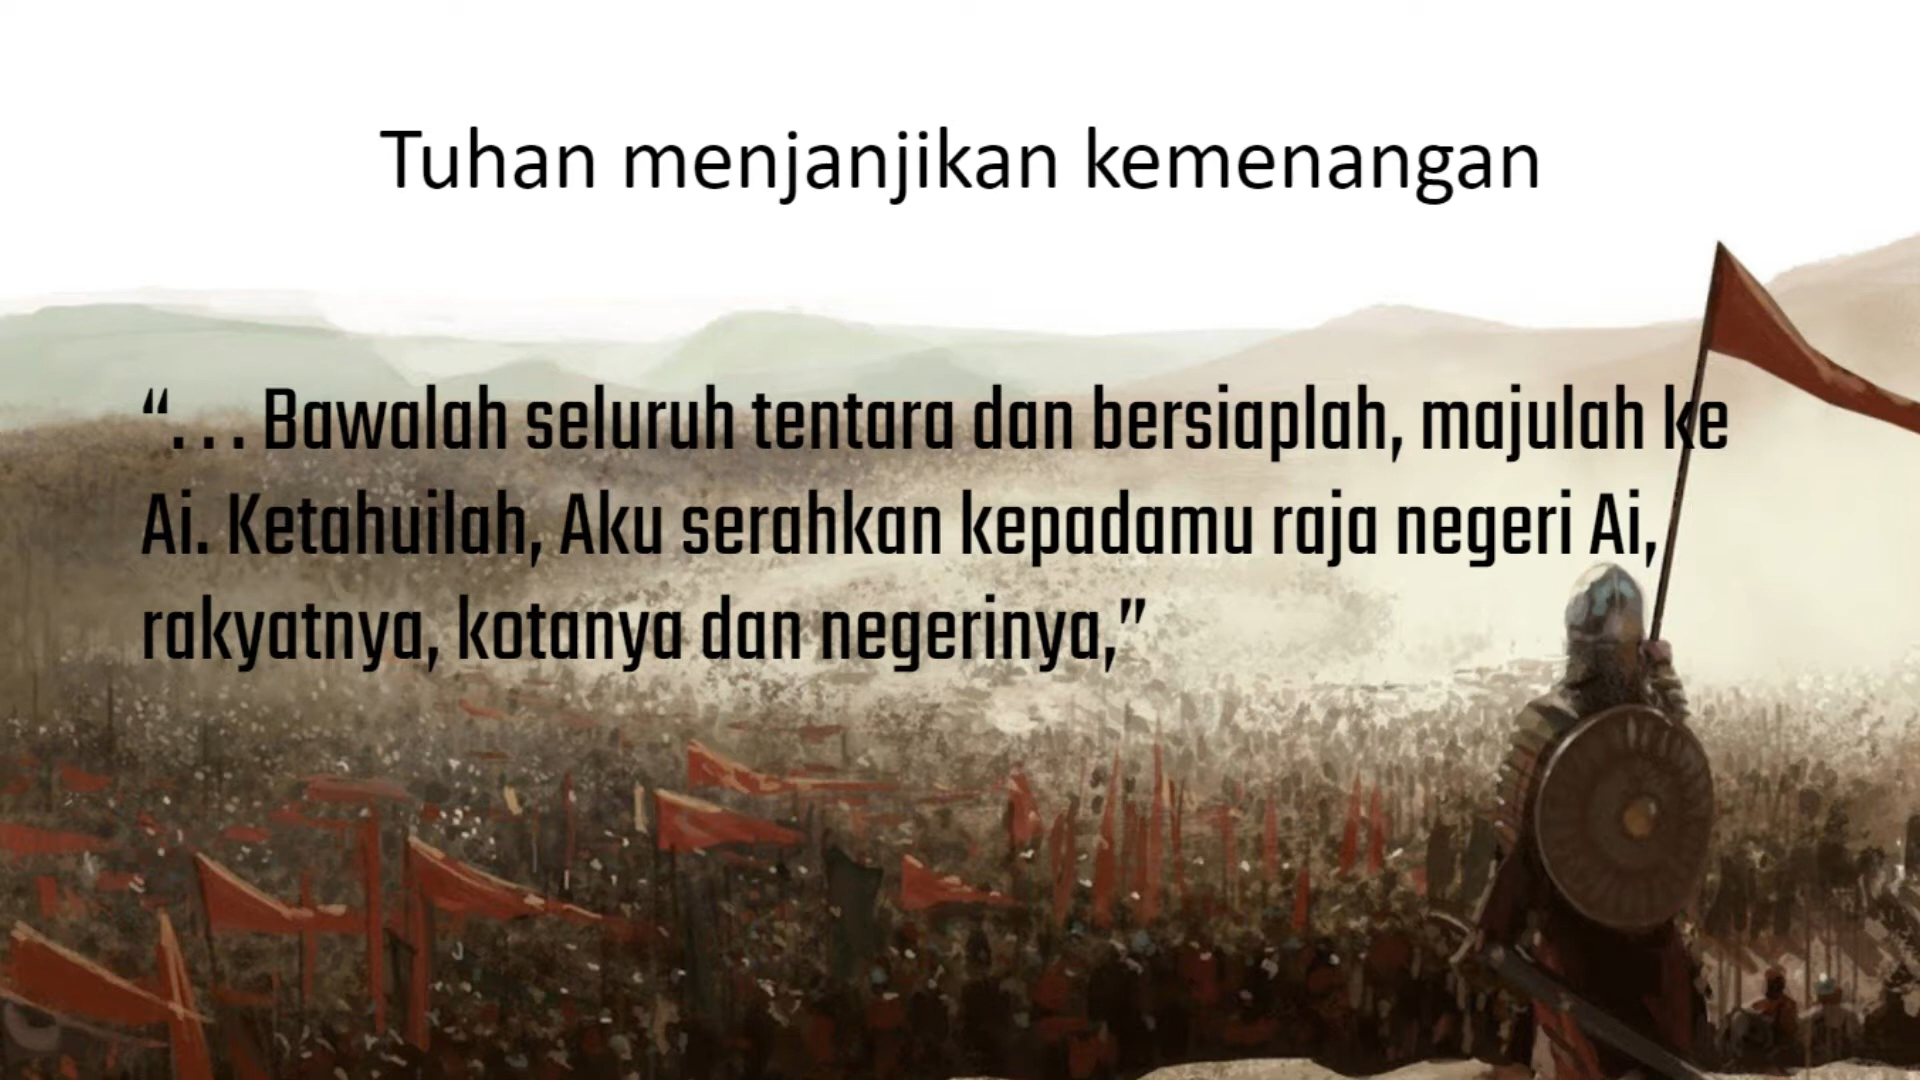 Tuhan menjanjikan kemenangan
“. . . Bawalah seluruh tentara dan bersiaplah, majulah ke
Ai. Ketahuilah, Aku serahkan kepadamu raja negeri Ai,
rakyatnya, kotanya dan negerinya,”